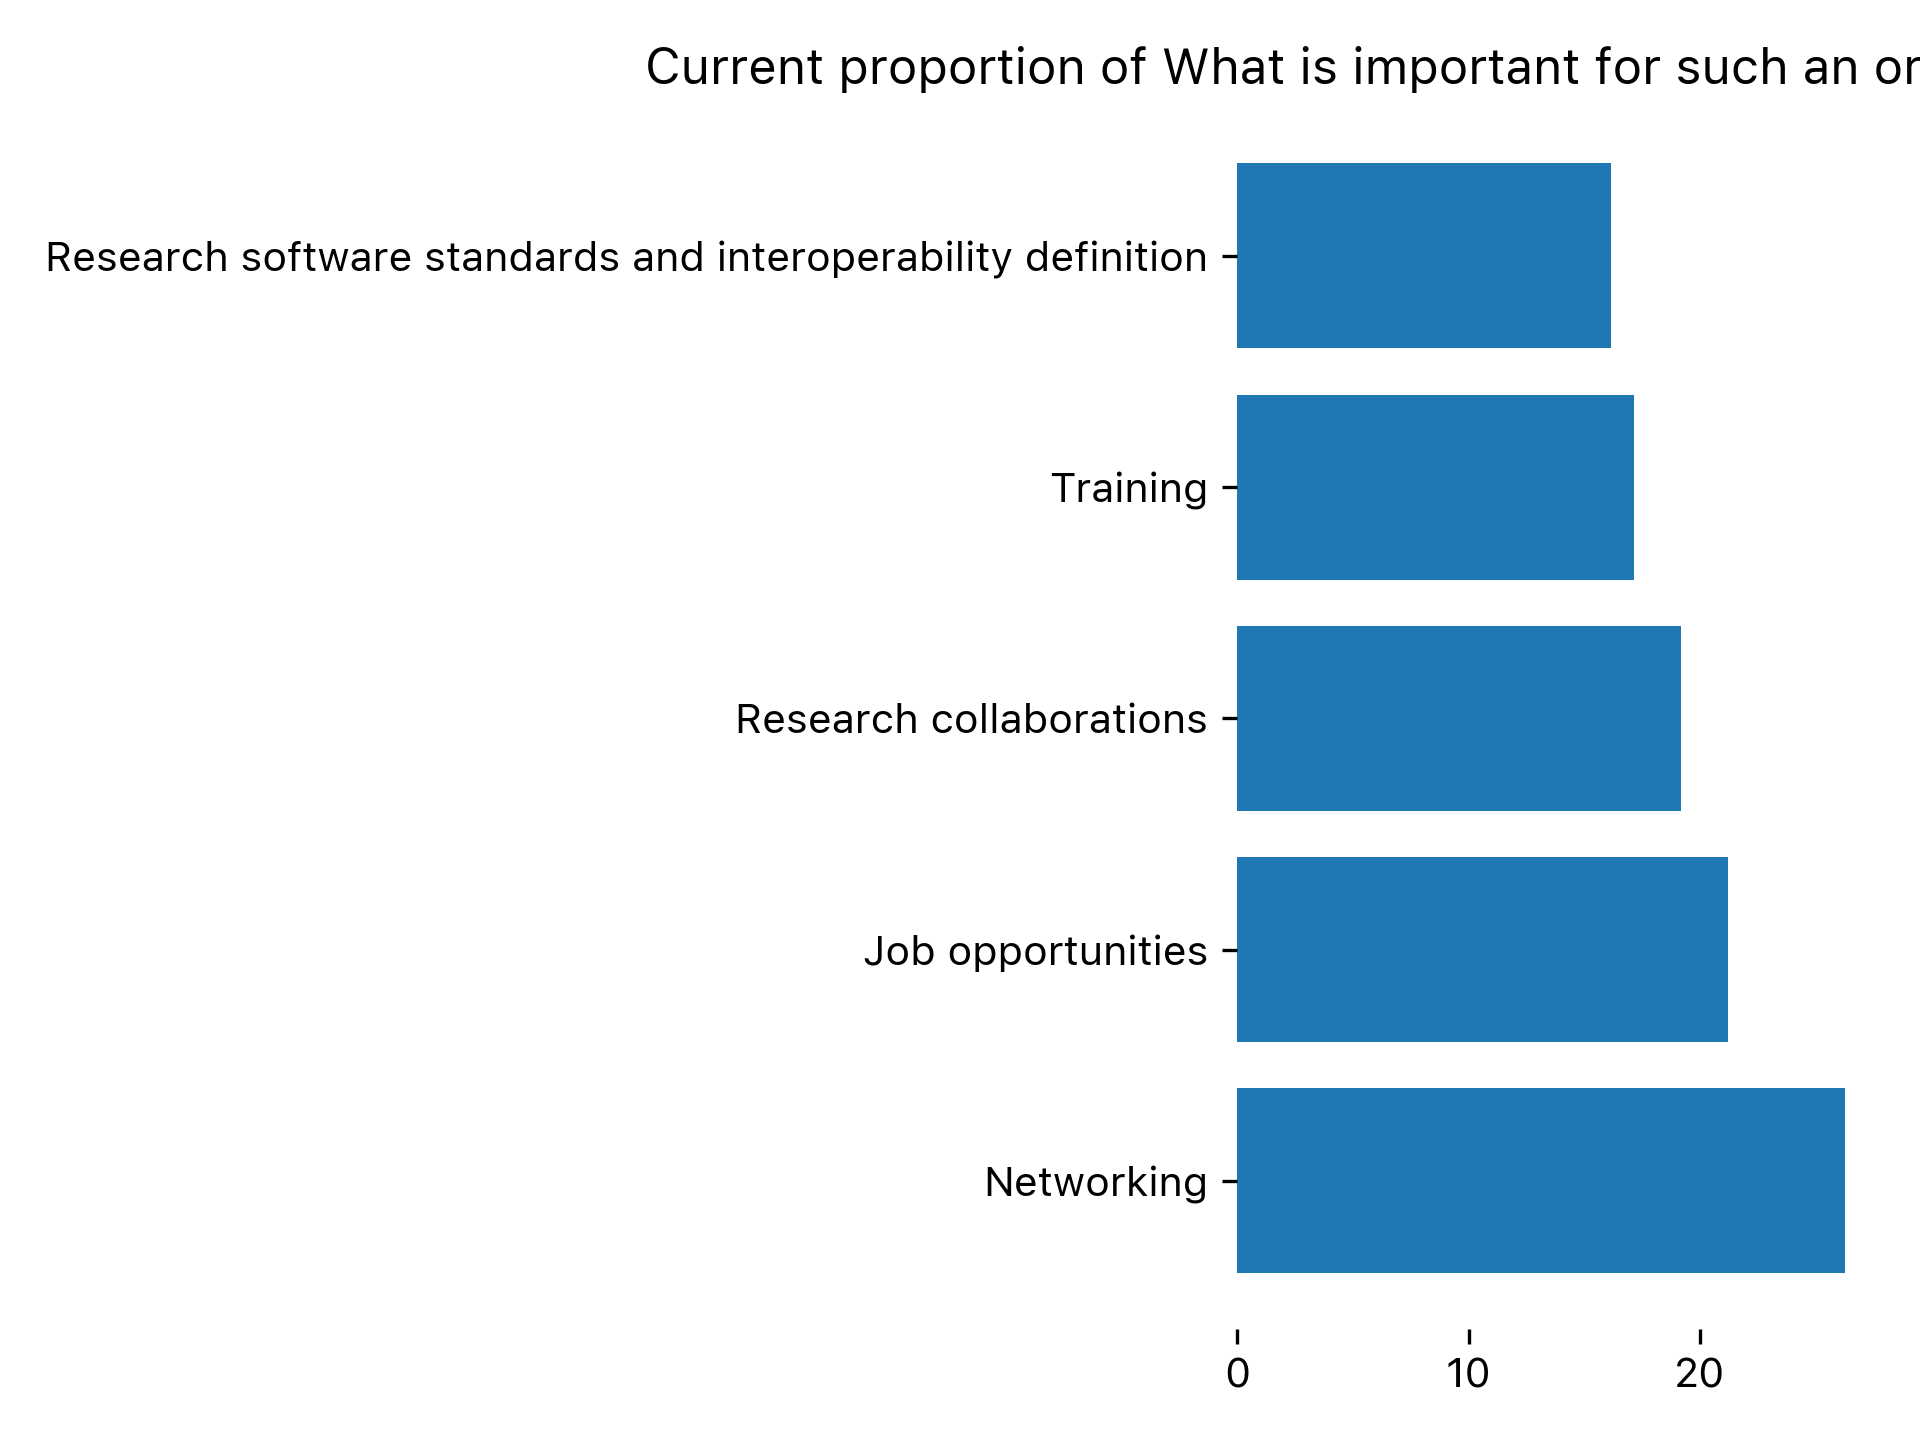 Current proportion of What is important for such an or
Research software standards and interoperability definition
Training
Research collaborations
Job opportunities
Networking
0 10 20